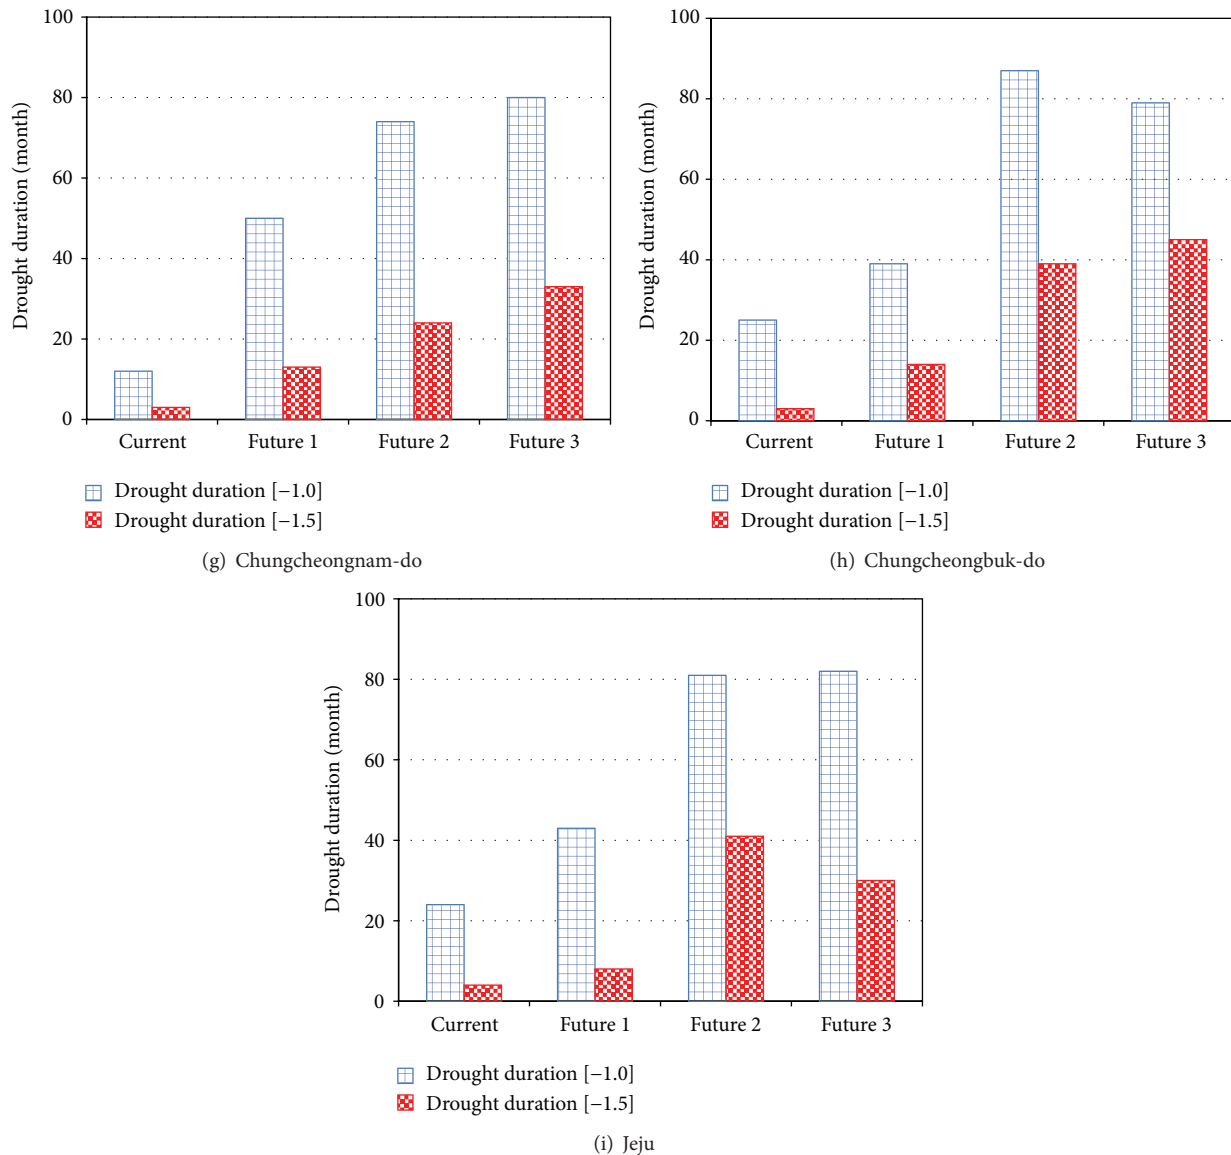 100
80
60
40
20
0
Drought duration (month)
Current Future 1 Future 2 Future 3
Drought duration [−1.0]
Drought duration [−1.5]
(g) Chungcheongnam-do
100
80
60
40
20
0
Drought duration (month)
Current Future 1 Future 2 Future 3
Drought duration [−1.0]
Drought duration [−1.5]
(h) Chungcheongbuk-do
100
80
60
40
20
0
Drought duration (month)
Current Future 1 Future 2 Future 3
Drought duration [−1.0]
Drought duration [−1.5]
(i) Jeju